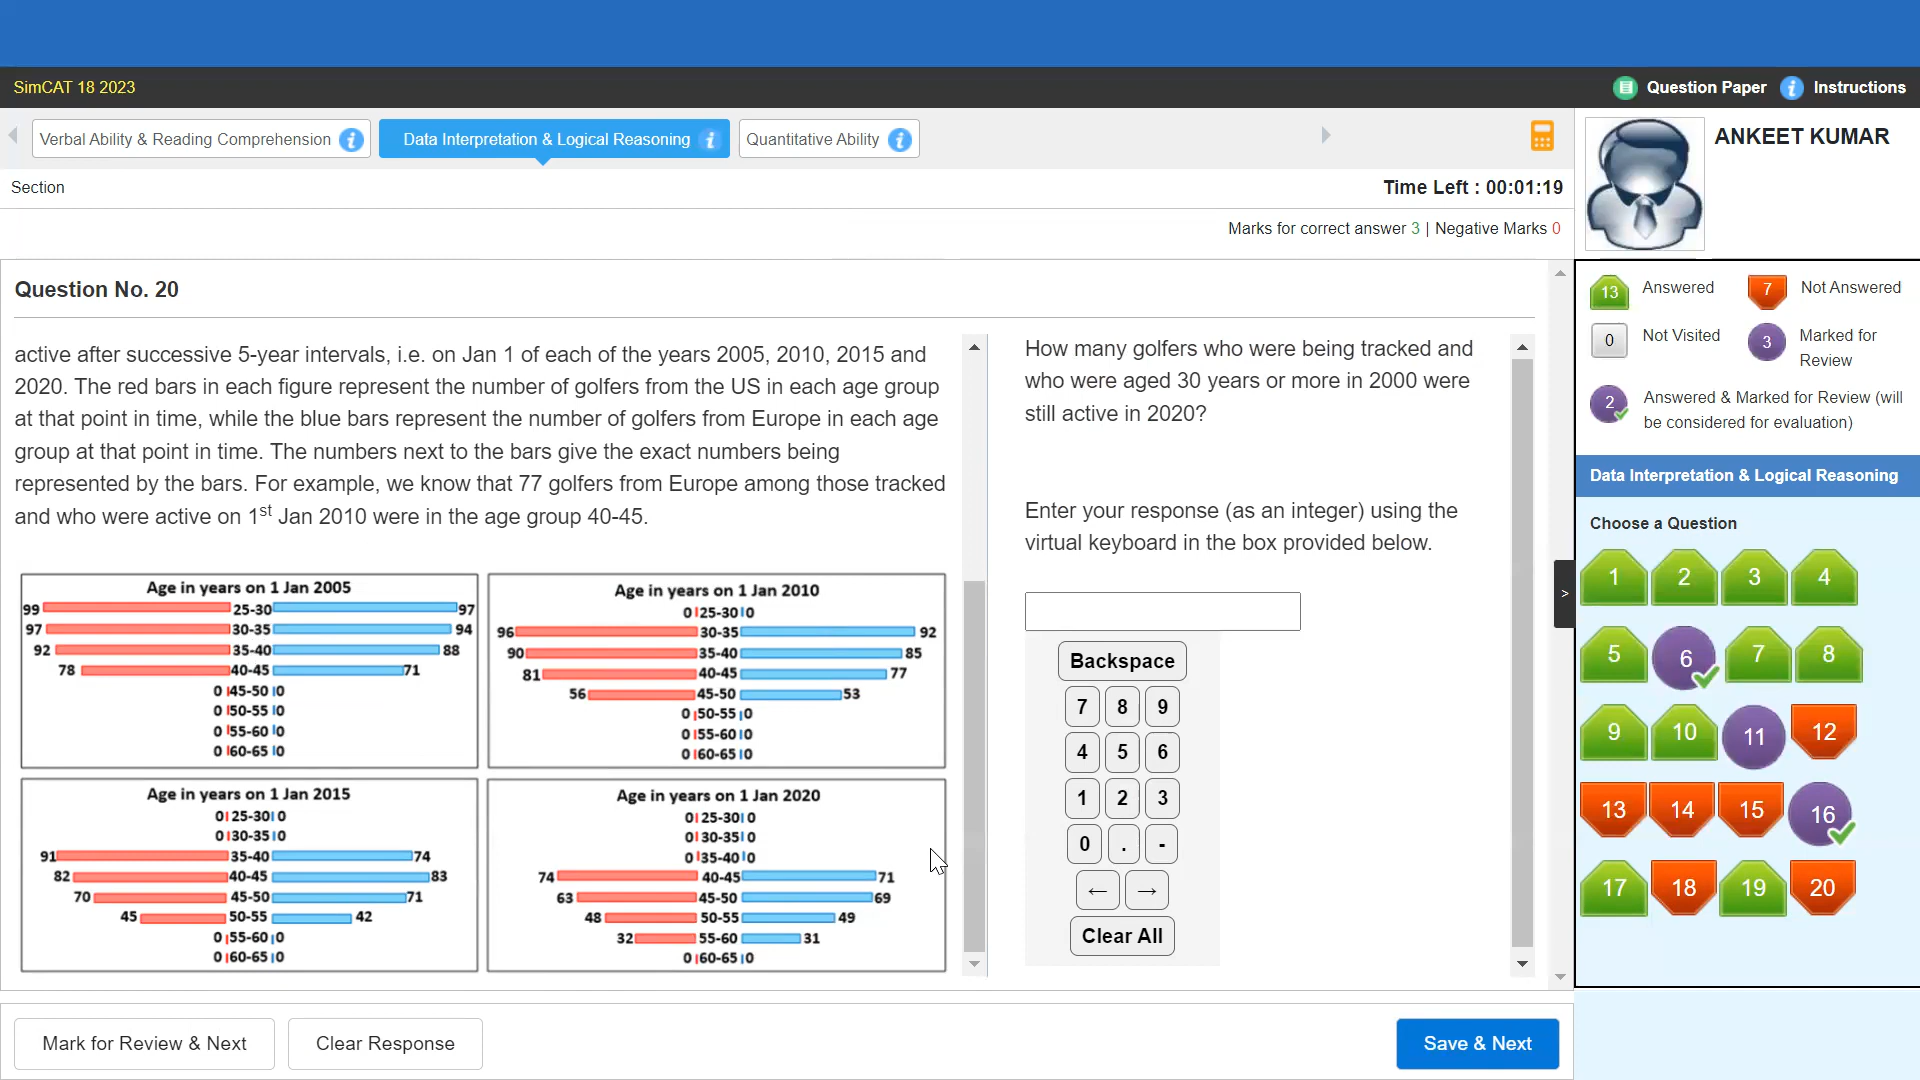 SimCAT 18 2023
Question Paper
Instructions
Verbal Ability & Reading Comprehension
Data Interpretation & Logical Reasoning
Quantitative Ability
ANKEET KUMAR
Section
Time Left : 00:01:19
Marks for correct answer 3 | Negative Marks 0
Question No. 20
active after successive 5-year intervals, i.e. on Jan 1 of each of the years 2005, 2010, 2015 and
2020. The red bars in each figure represent the number of golfers from the US in each age group
at that point in time, while the blue bars represent the number of golfers from Europe in each age
group at that point in time. The numbers next to the bars give the exact numbers being
represented by the bars. For example, we know that 77 golfers from Europe among those tracked
and who were active on 1st Jan 2010 were in the age group 40-45.
Age in years on 1 Jan 2005
99 25-30 97
97 30-35 94
92 35-40 88
78 40-45 71
0 45-50 0
0 50-55 0
0 55-60 0
0 60-65 0
Age in years on 1 Jan 2010
0 25-30 0
96 30-35 92
90 35-40 85
81 40-45 77
56 45-50 53
0 50-55 0
0 55-60 0
0 60-65 0
Age in years on 1 Jan 2015
0 25-30 0
0 30-35 0
91 35-40 74
82 40-45 83
70 45-50 71
45 50-55 42
0 55-60 0
0 60-65 0
Age in years on 1 Jan 2020
0 25-30 0
0 30-35 0
0 35-40 0
74 40-45 71
63 45-50 69
48 50-55 49
32 55-60 31
0 60-65 0
How many golfers who were being tracked and
who were aged 30 years or more in 2000 were
still active in 2020?
Enter your response (as an integer) using the
virtual keyboard in the box provided below.
Backspace
7 8 9
4 5 6
1 2 3
0 . -
← →
Clear All
>
13 Answered
7 Not Answered
0 Not Visited
3 Marked for
Review
2 Answered & Marked for Review (will
be considered for evaluation)
Data Interpretation & Logical Reasoning
Choose a Question
1 2 3 4
5 6 7 8
9 10 11 12
13 14 15 16
17 18 19 20
Mark for Review & Next
Clear Response
Save & Next